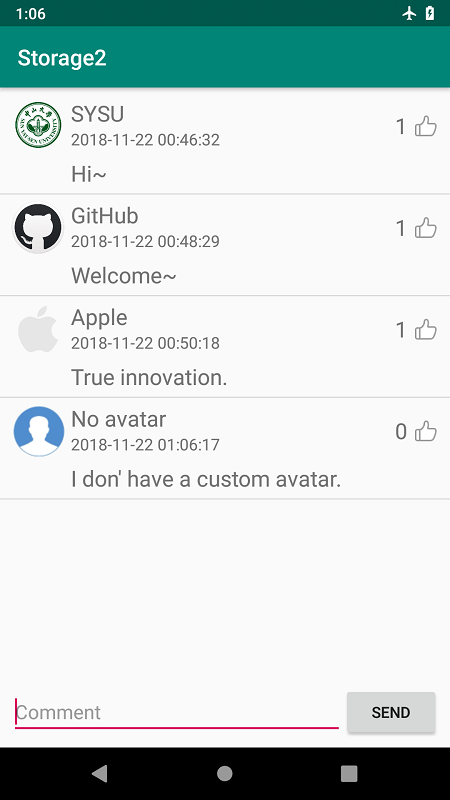 1:06
Storage2
SYSU
2018-11-22 00:46:32
1
Hi~
GitHub
2018-11-22 00:48:29
1
Welcome~
Apple
2018-11-22 00:50:18
1
True innovation.
No avatar
2018-11-22 01:06:17
0
I don' have a custom avatar.
Comment
SEND